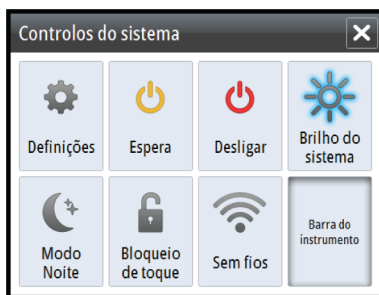 Controlos do sistema
Definições
Espera
Desligar
Brilho do
sistema
Modo
Noite
Bloqueio
de toque
Sem fios
Barra do
instrumento